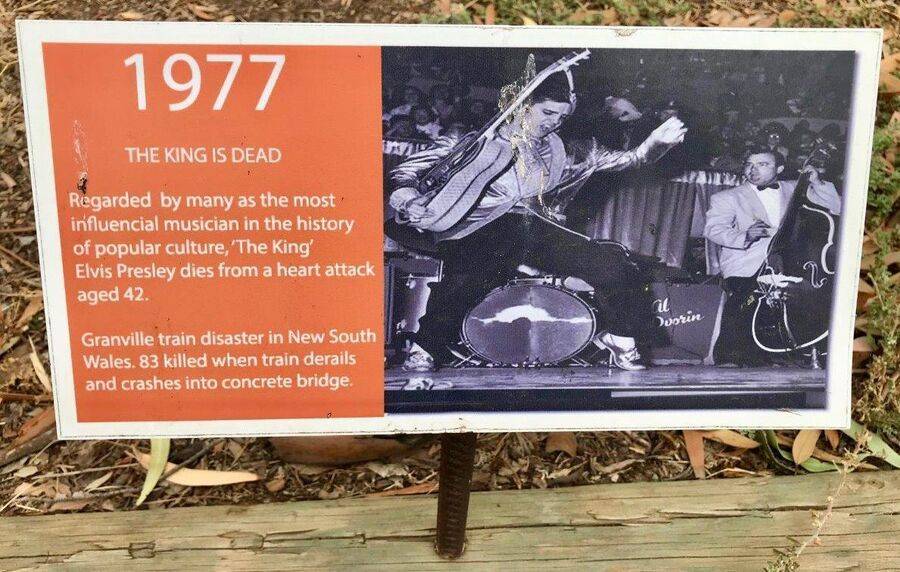 1977
THE KING IS DEAD
Regarded by many as the most
influencial musician in the history
of popular culture, 'The King'
Elvis Presley dies from a heart attack
aged 42.
Granville train disaster in New South
Wales. 83 killed when train derails
and crashes into concrete bridge.
Al
Dvorin